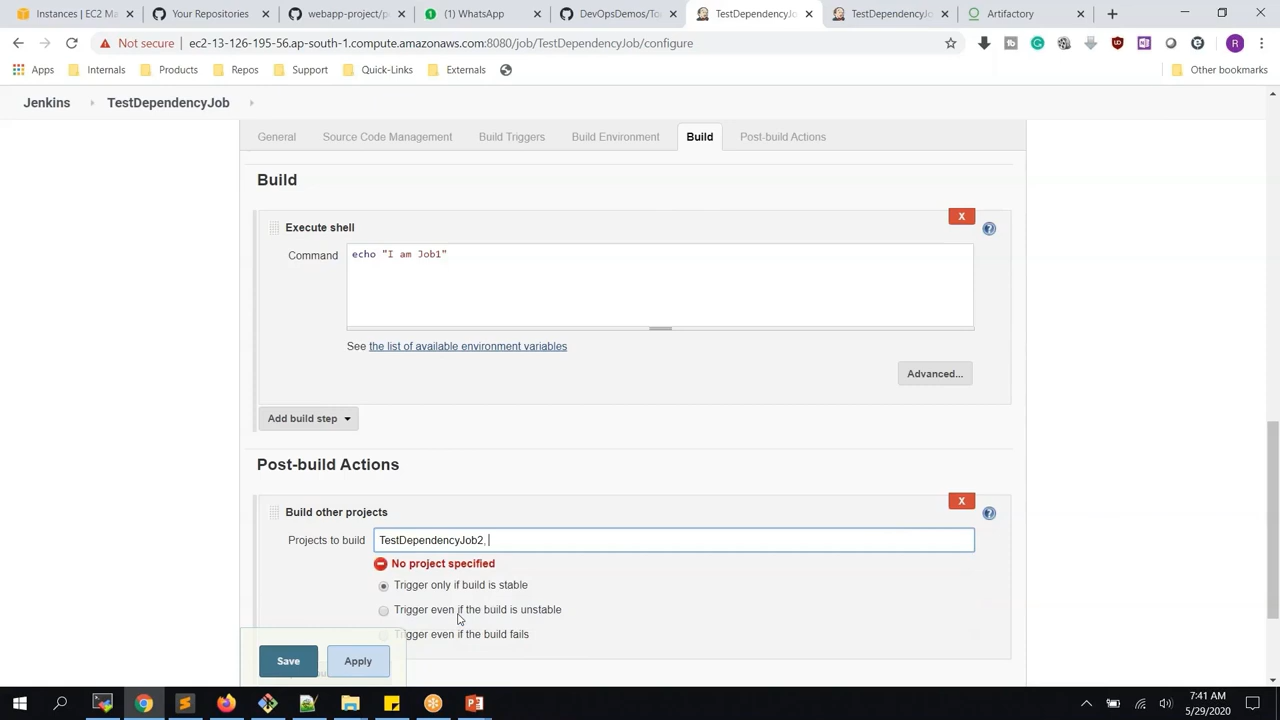 Instances | EC2 Ma
Your Repositories
webapp-project/p
(1) WhatsApp
DevOpsDemos/To
TestDependencyJo
TestDependencyJo
Artifactory
Not secure
ec2-13-126-195-56.ap-south-1.compute.amazonaws.com:8080/job/TestDependencyJob/configure
R
Apps
Internals
Products
Repos
Support
Quick-Links
Externals
Other bookmarks
Jenkins
TestDependencyJob
General
Source Code Management
Build Triggers
Build Environment
Build
Post-build Actions
Build
Execute shell
X
Command
echo "I am Job1"
See the list of available environment variables
Advanced...
Add build step
Post-build Actions
Build other projects
X
Projects to build
TestDependencyJob2,
No project specified
Trigger only if build is stable
Trigger even if the build is unstable
Trigger even if the build fails
Save
Apply
7:41 AM
5/29/2020